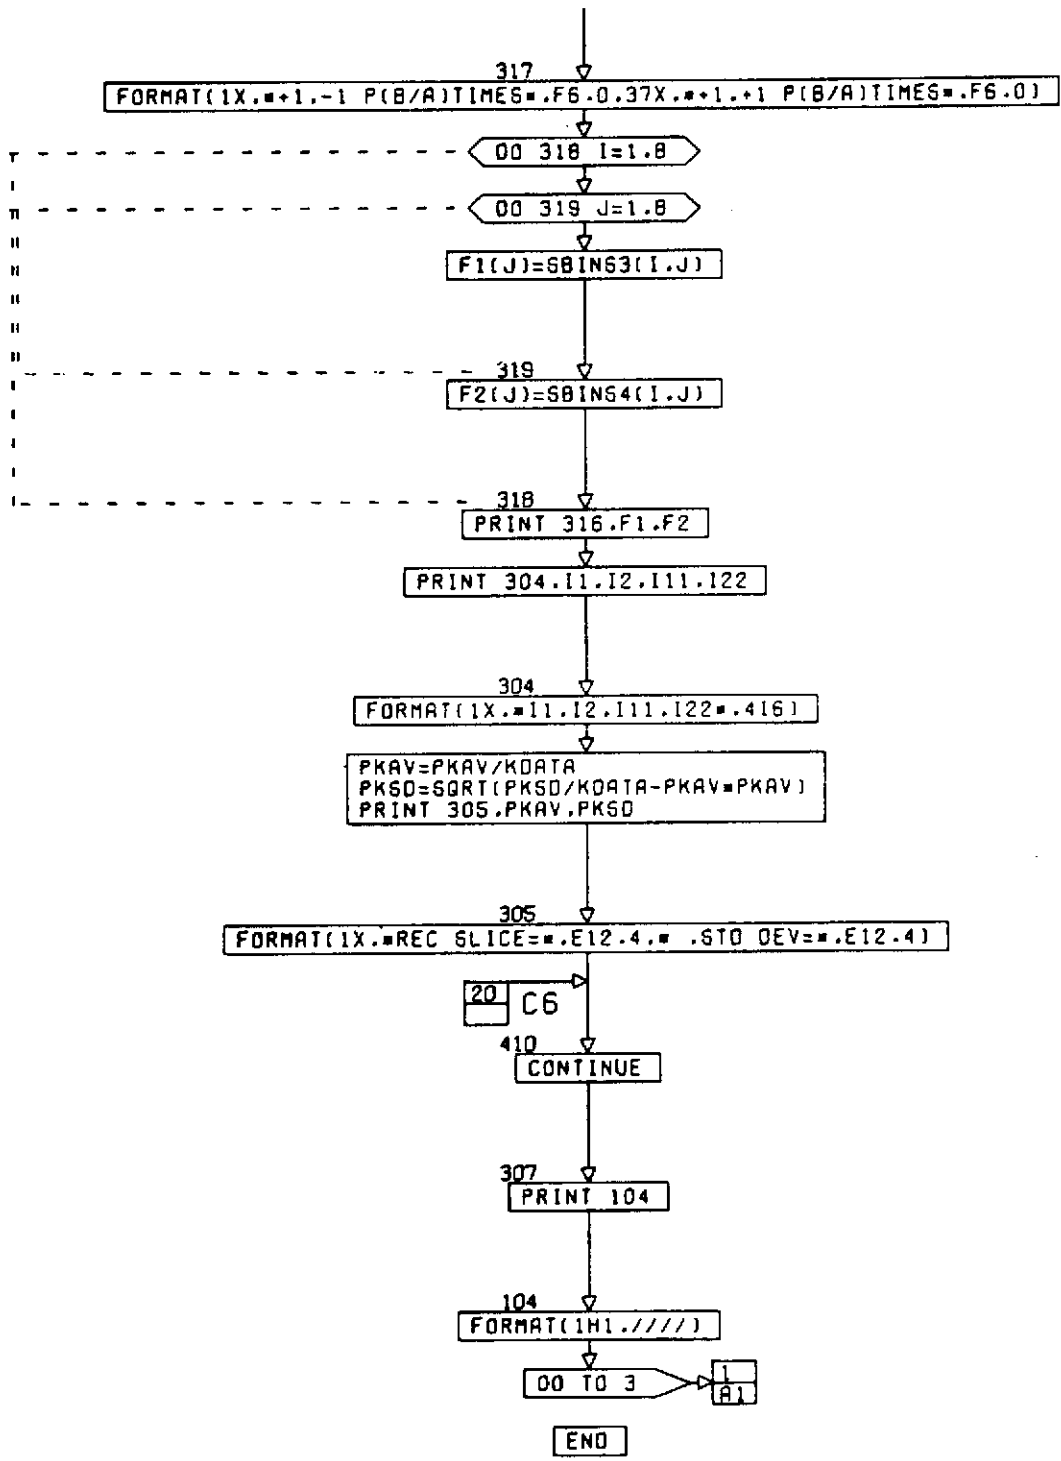 317
FORMAT(1X.*+1.-1 P(B/A)TIMES*.F6.0.37X.*+1.+1 P(B/A)TIMES*.F6.0)
DO 318 I=1.8
DO 319 J=1.8
F1(J)=SBINS3(I.J)
319
F2(J)=SBINS4(I.J)
318
PRINT 316.F1.F2
PRINT 304.I1.I2.I11.I22
304
FORMAT(1X.*I1.I2.I11.I22*.4I6)
PKAV=PKAV/KDATA
PKSD=SQRT(PKSD/KDATA-PKAV*PKAV)
PRINT 305.PKAV.PKSD
305
FORMAT(1X.*REC SLICE=*.E12.4.* .STD DEV=*.E12.4)
20 C6
410
CONTINUE
307
PRINT 104
104
FORMAT(1H1.////)
GO TO 3
1
A1
END